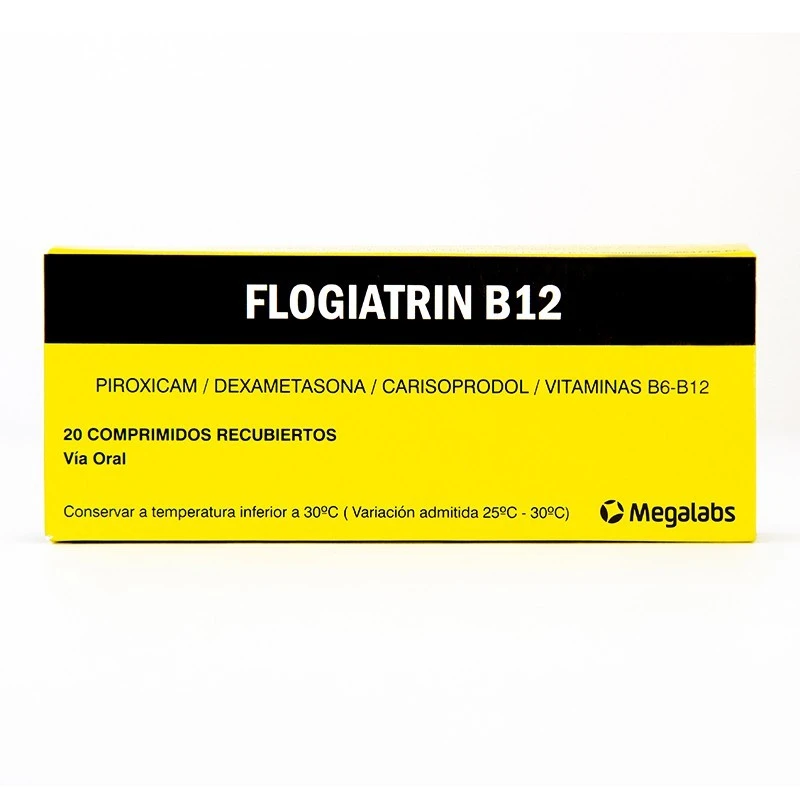 FLOGIATRIN B12
PIROXICAM / DEXAMETASONA / CARISOPRODOL / VITAMINAS B6-B12
20 COMPRIMIDOS RECUBIERTOS
Vía Oral
Conservar a temperatura inferior a 30ºC ( Variación admitida 25ºC - 30ºC)
Megalabs